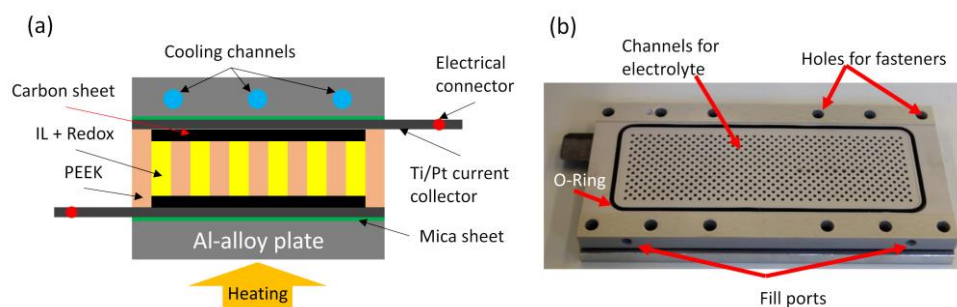 (a)
Cooling channels
Electrical
connector
Carbon sheet
IL + Redox
PEEK
Ti/Pt current
collector
Mica sheet
Al-alloy plate
Heating
(b)
Channels for
electrolyte
Holes for fasteners
O-Ring
Fill ports